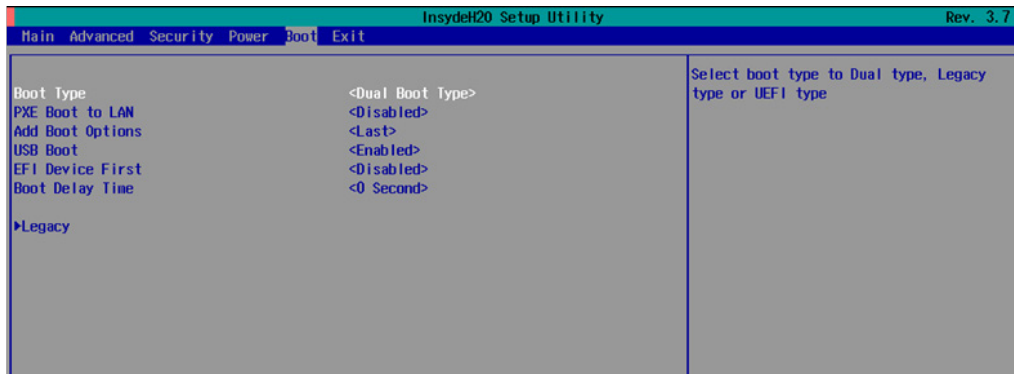 InsydeH20 Setup Utility Rev. 3.7
Main Advanced Security Power Boot Exit
Boot Type <Dual Boot Type>
PXE Boot to LAN <Disabled>
Add Boot Options <Last>
USB Boot <Enabled>
EFI Device First <Disabled>
Boot Delay Time <0 Second>
▶Legacy
Select boot type to Dual type, Legacy
type or UEFI type